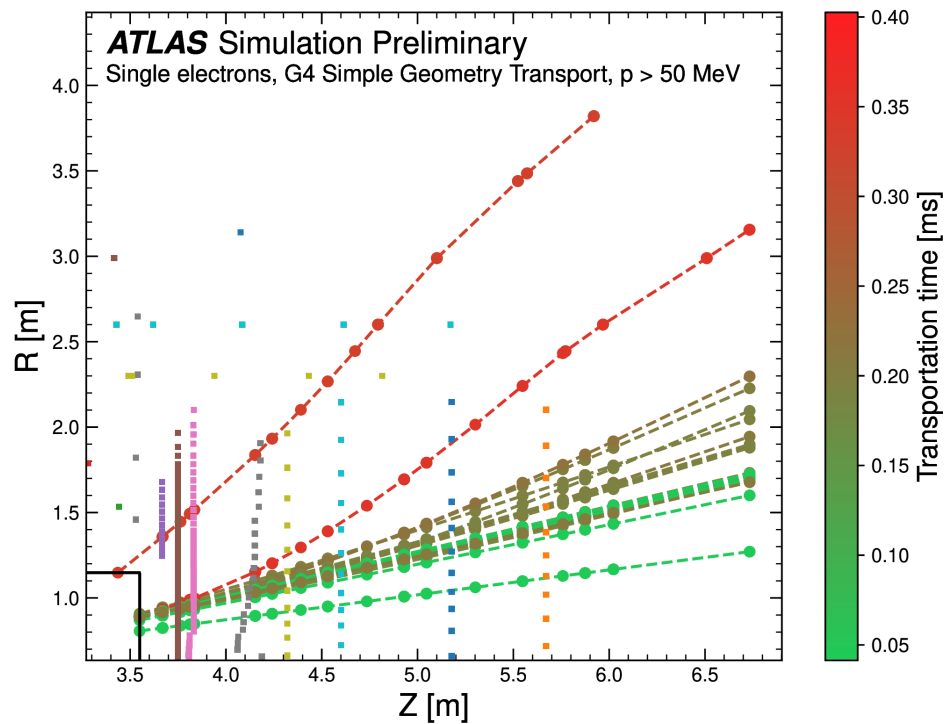 ATLAS Simulation Preliminary
Single electrons, G4 Simple Geometry Transport, p > 50 MeV
4.0
3.5
3.0
2.5
2.0
1.5
1.0
R [m]
3.5 4.0 4.5 5.0 5.5 6.0 6.5
Z [m]
0.40
0.35
0.30
0.25
0.20
0.15
0.10
0.05
Transportation time [ms]